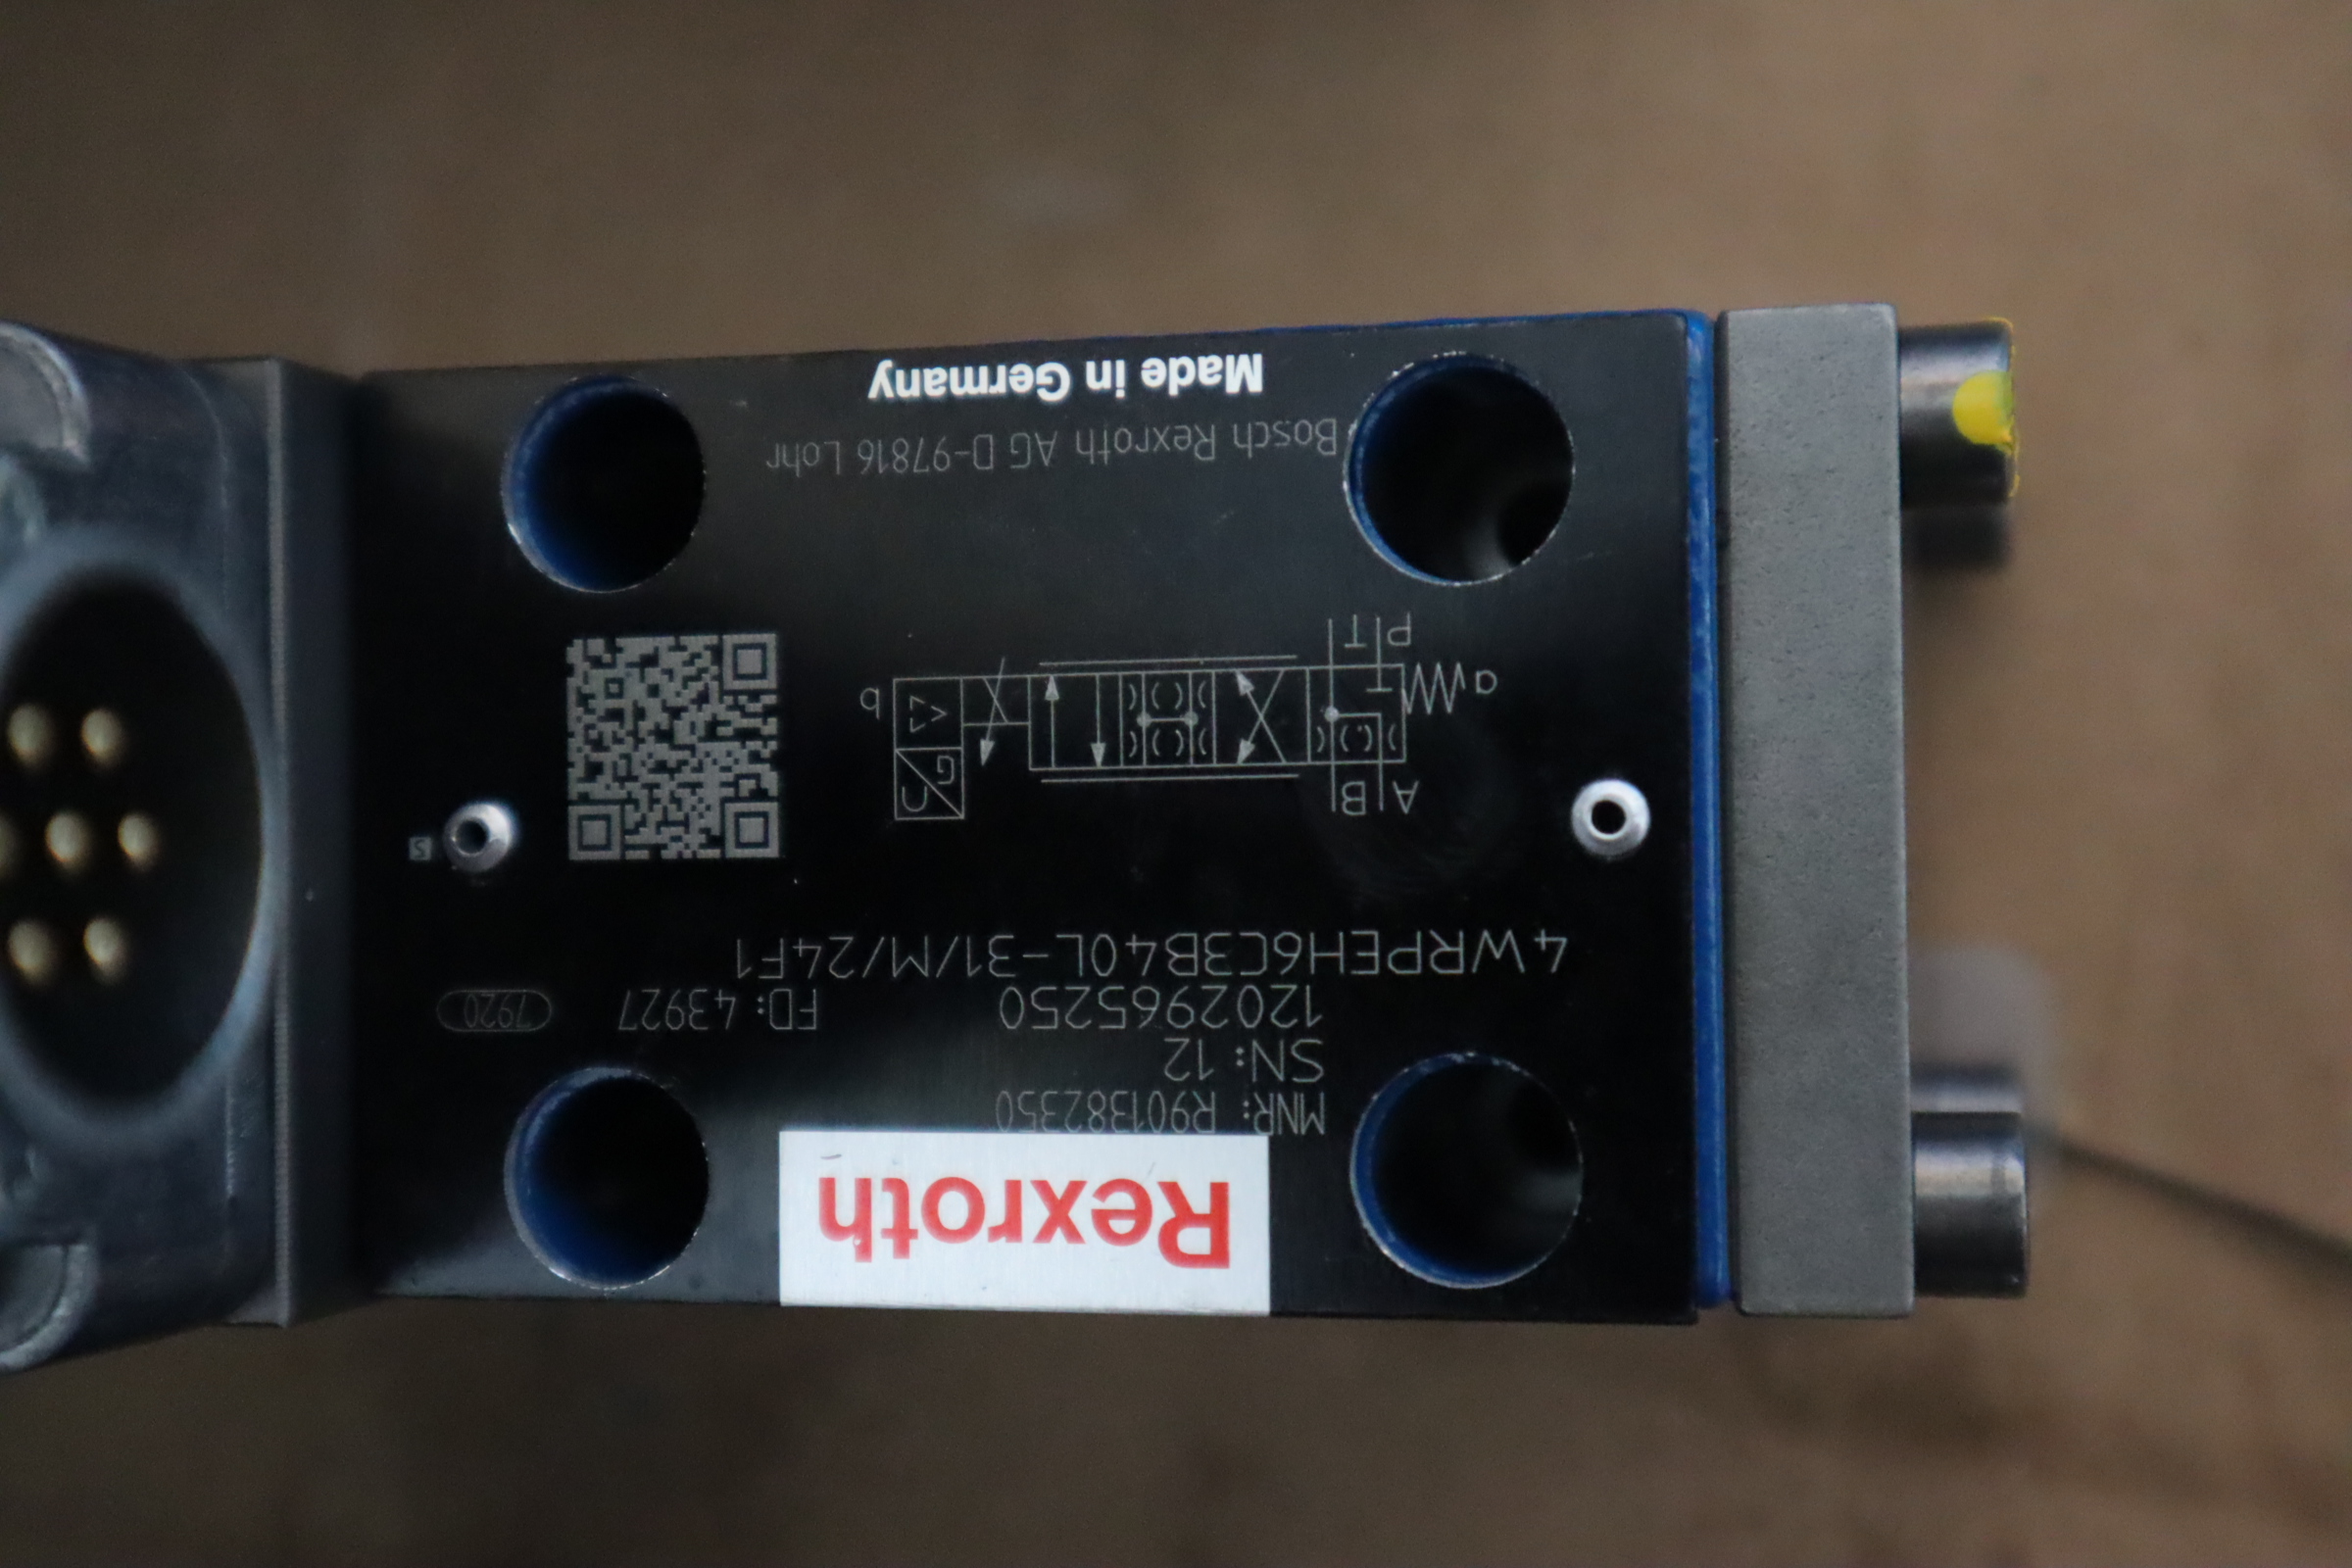 Rexroth
MNR: R901382350
SN: 12
1202965250 FD: 43927 7920
4WRPEH6C3B40L-31/M/24F1
S
A B
G U
a b
P T
Bosch Rexroth AG D-97816 Lohr
Made in Germany